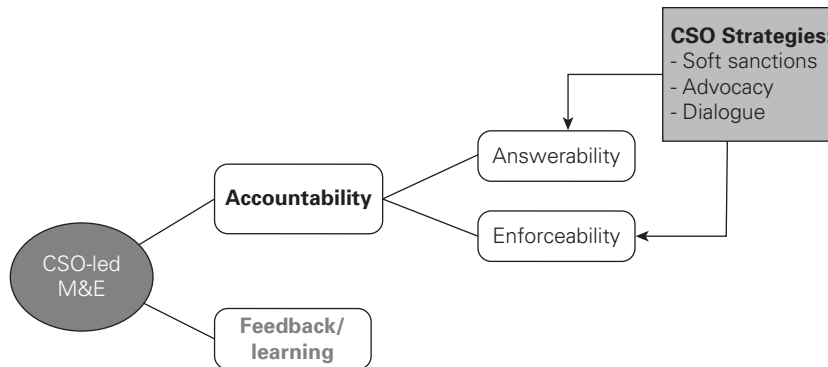 CSO Strategies:
- Soft sanctions
- Advocacy
- Dialogue
Answerability
Accountability
Enforceability
CSO-led
M&E
Feedback/
learning